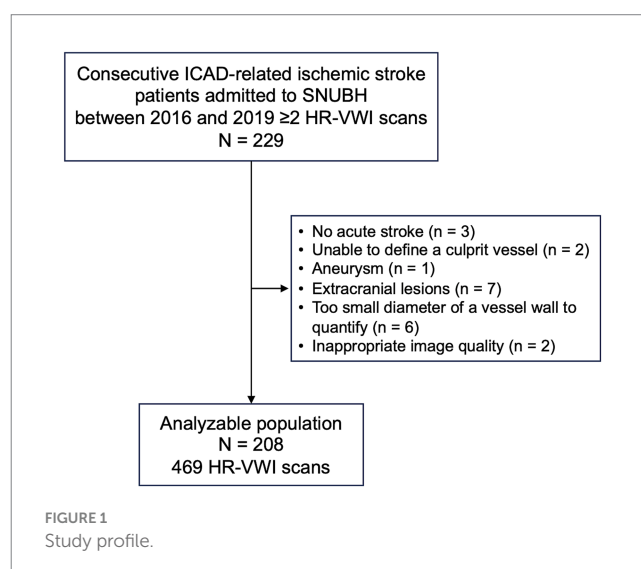 Consecutive ICAD-related ischemic stroke
patients admitted to SNUBH
between 2016 and 2019 ≥2 HR-VWI scans
N = 229
• No acute stroke (n = 3)
• Unable to define a culprit vessel (n = 2)
• Aneurysm (n = 1)
• Extracranial lesions (n = 7)
• Too small diameter of a vessel wall to
quantify (n = 6)
• Inappropriate image quality (n = 2)
Analyzable population
N = 208
469 HR-VWI scans
FIGURE 1
Study profile.